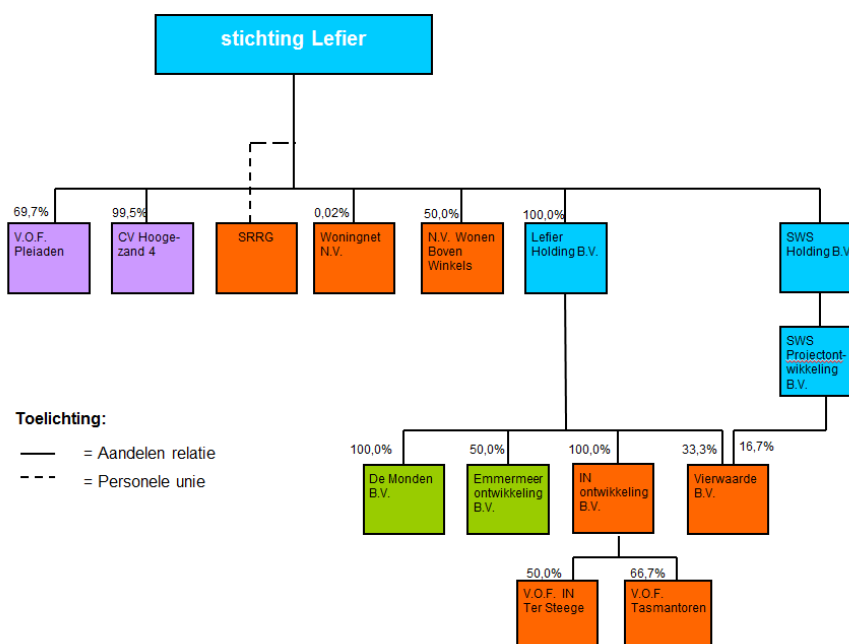 stichting Lefier
69,7%
99,5%
0,02%
50,0%
100,0%
V.O.F.
Pleiaden
CV Hooge-
zand 4
SRRG
Woningnet
N.V.
N.V. Wonen
Boven
Winkels
Lefier
Holding B.V.
SWS
Holding B.V
SWS
Projectont-
wikkeling
B.V.
Toelichting:
= Aandelen relatie
= Personele unie
100,0%
50,0%
100,0%
33,3%
16,7%
De Monden
B.V.
Emmermeer
ontwikkeling
B.V.
IN
ontwikkeling
B.V.
Vierwaarde
B.V.
50,0%
66,7%
V.O.F. IN
Ter Steege
V.O.F.
Tasmantoren